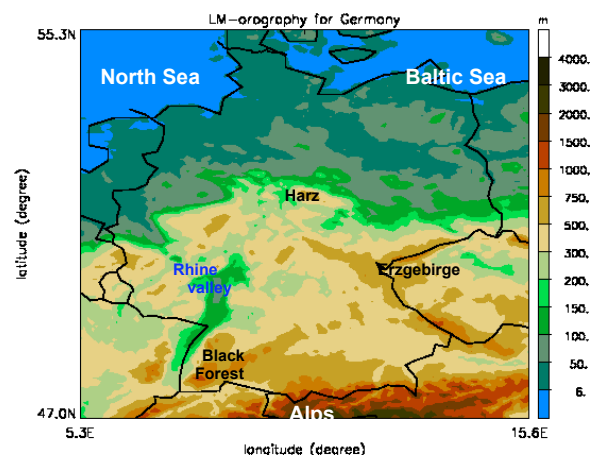 LM-orography for Germany
m
55.3N
North Sea
Baltic Sea
4000.
3000.
2000.
1500.
1000.
750.
500.
350.
200.
150.
100.
50.
6.
latitude (degree)
Harz
Rhine
valley
Erzgebirge
Black
Forest
Alps
47.0N
5.3E
15.6E
longitude (degree)